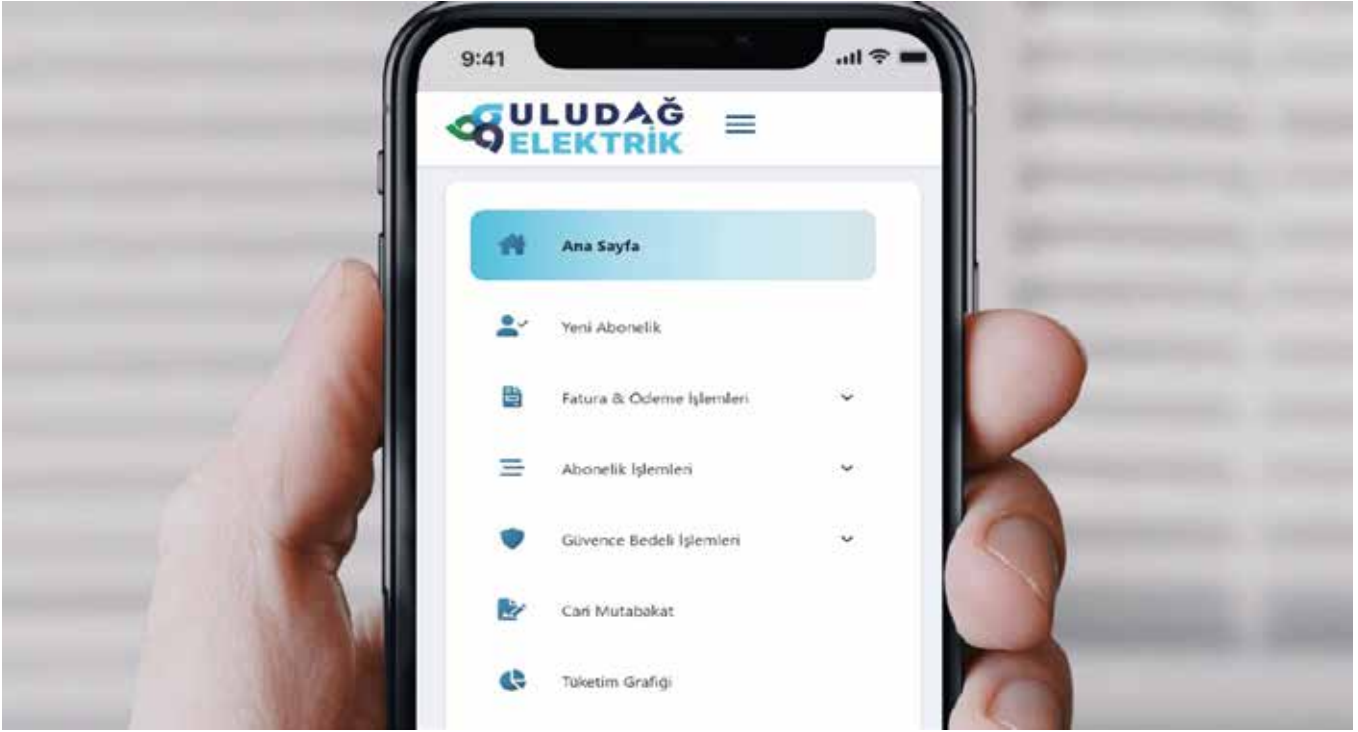 9:41
ULUDAĞ
ELEKTRİK
Ana Sayfa
Yeni Abonelik
Fatura & Ödeme İşlemleri
Abonelik İşlemleri
Güvence Bedeli İşlemleri
Cari Mutabakat
Tüketim Grafiği